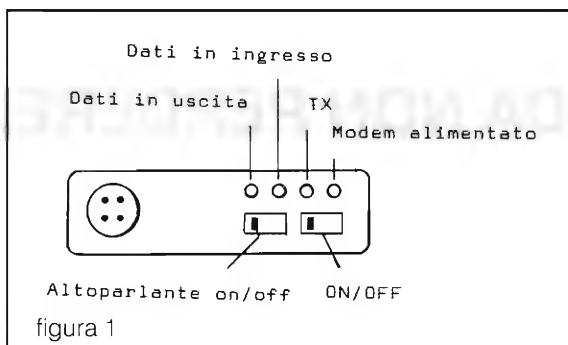 Dati in ingresso
Dati in uscita
TX
Modem alimentato
Altoparlante on/off
ON/OFF
figura 1